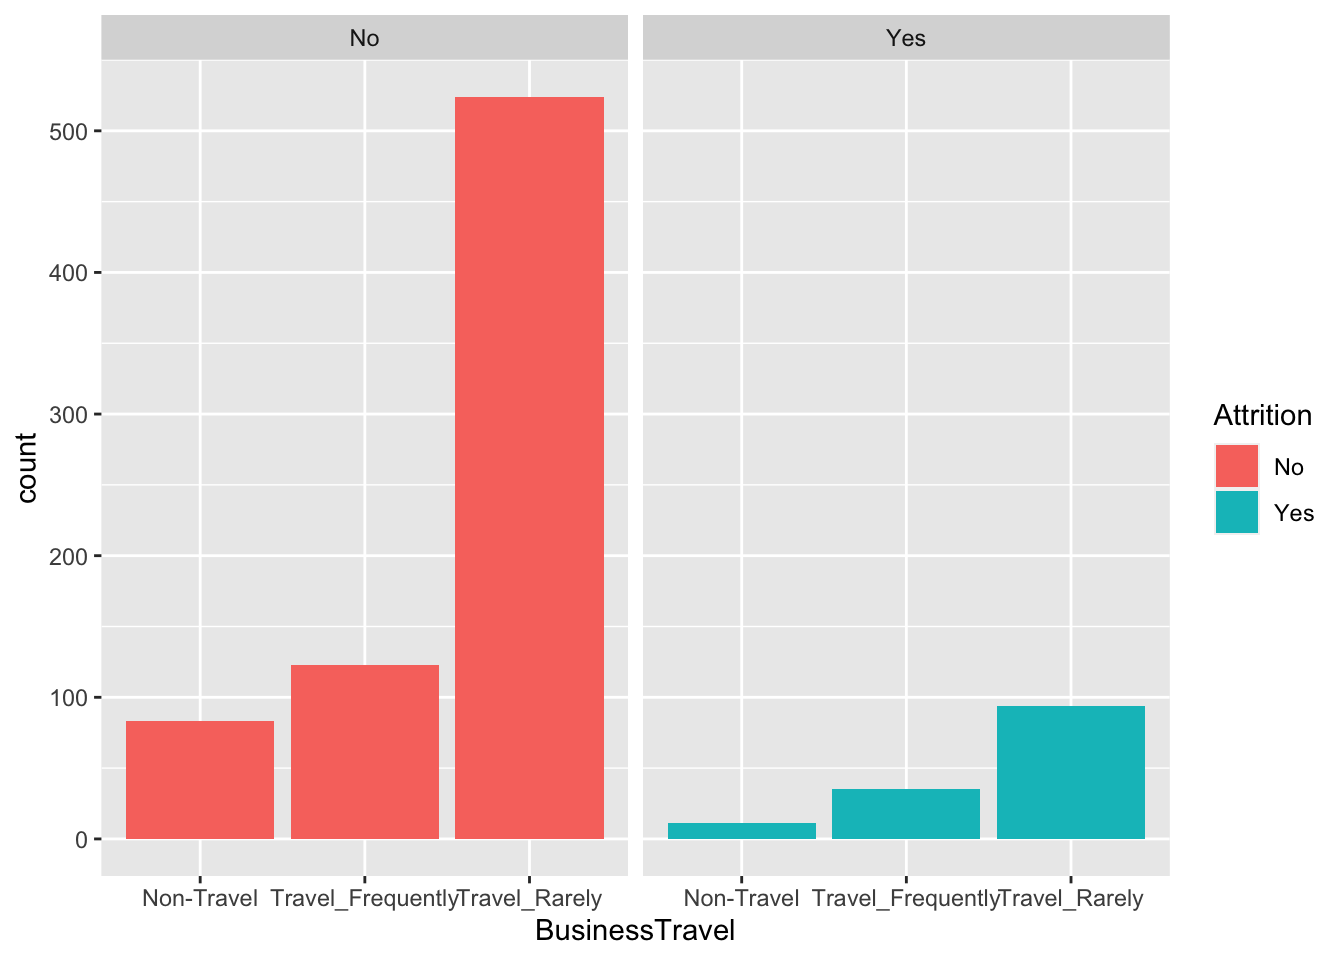 No
Yes
500
400
300
200
100
0
count
Non-Travel
Travel_Frequently
Travel_Rarely
Non-Travel
Travel_Frequently
Travel_Rarely
BusinessTravel
Attrition
No
Yes